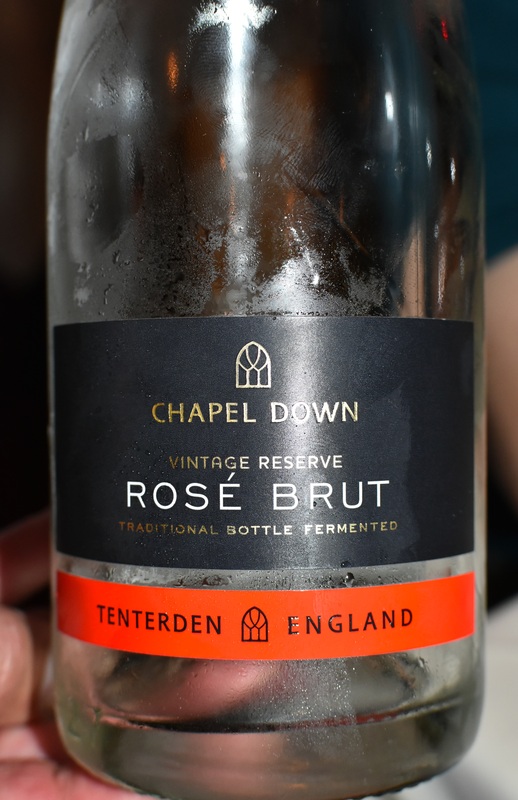 CHAPEL DOWN
VINTAGE RESERVE
ROSÉ BRUT
TRADITIONAL BOTTLE FERMENTED
TENTERDEN ENGLAND